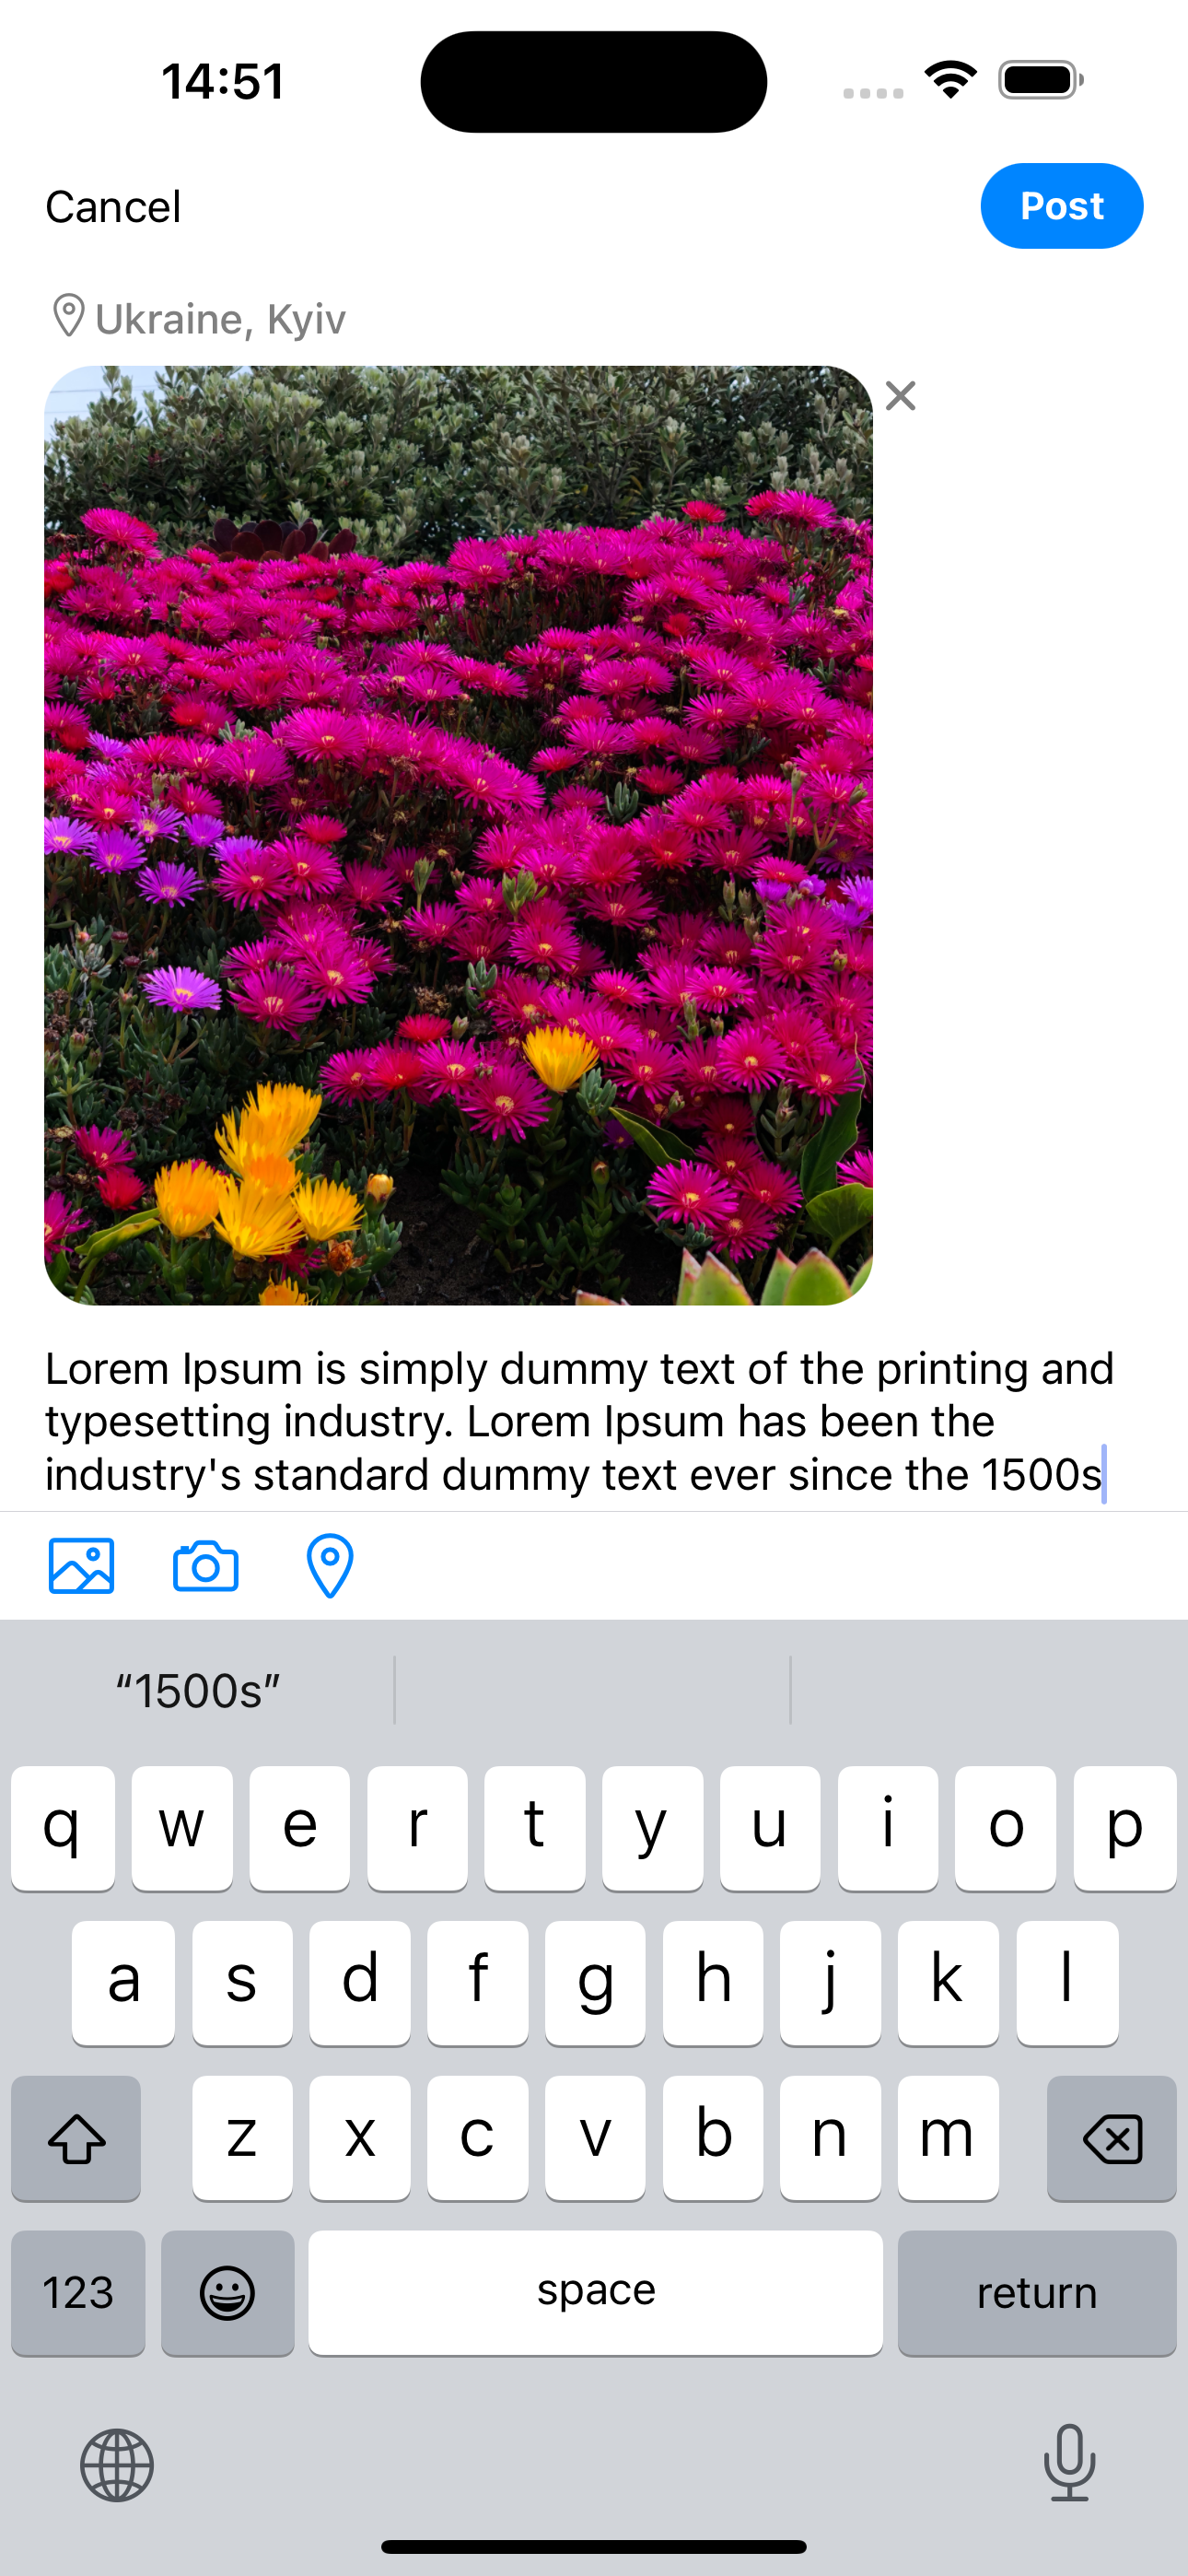 14:51
Cancel
Post
Ukraine, Kyiv
Lorem Ipsum is simply dummy text of the printing and
typesetting industry. Lorem Ipsum has been the
industry's standard dummy text ever since the 1500s
“1500s”
q w e r t y u i o p
a s d f g h j k l
z x c v b n m
123 space return